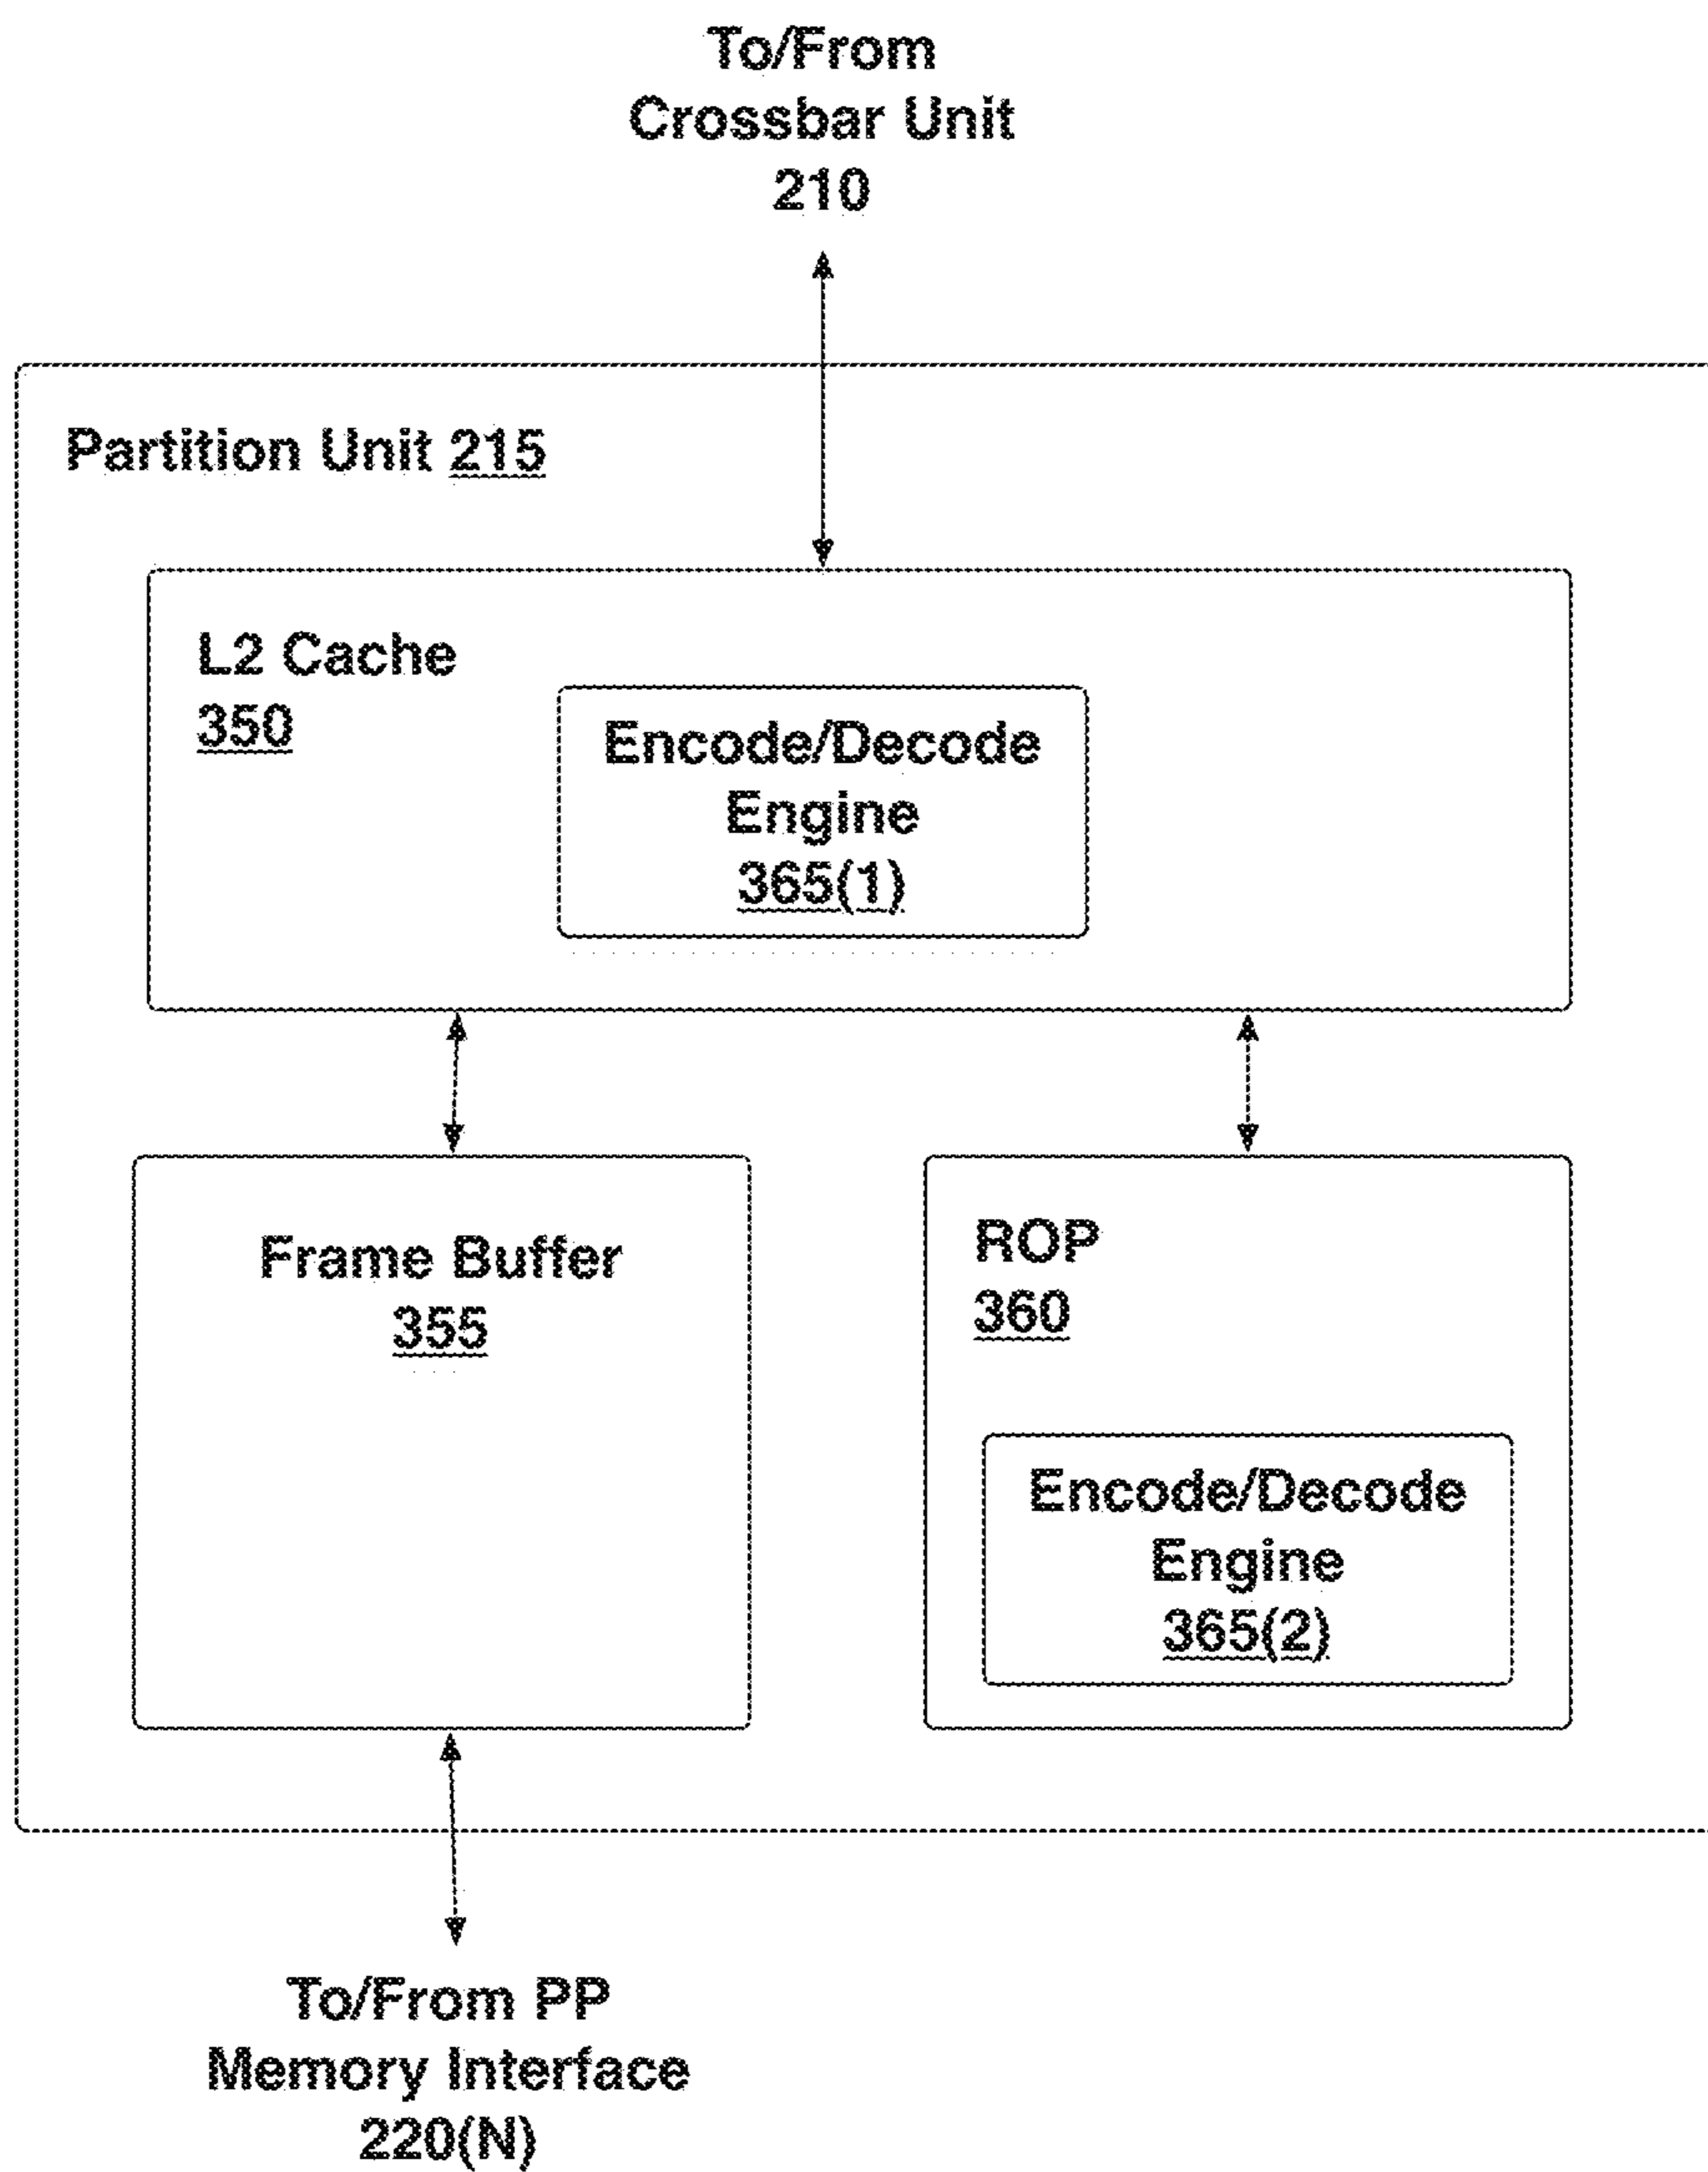 To/From
Crossbar Unit
210
Partition Unit 215
L2 Cache
350
Encode/Decode
Engine
365(1)
Frame Buffer
355
ROP
360
Encode/Decode
Engine
365(2)
To/From PP
Memory Interface
220(N)